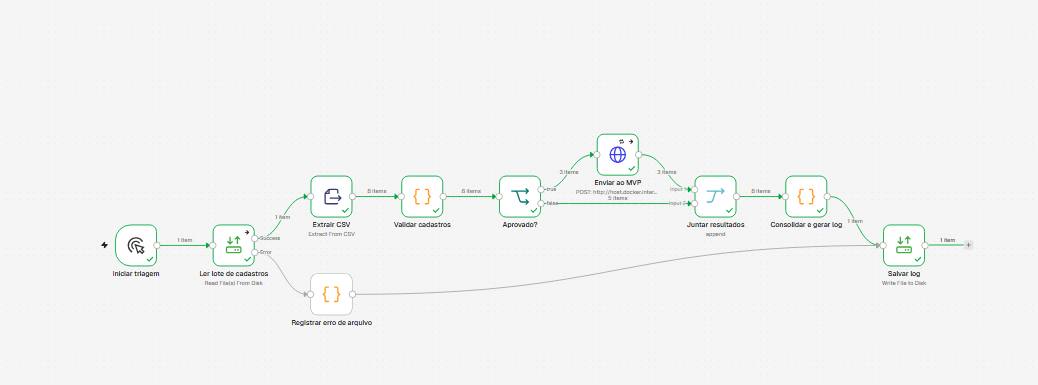 Enviar ao MVP
POST: http://host.docker.inter...
3 items
3 items
5 items
true
false
Input 1
Input 2
8 items
8 items
8 items
Extrair CSV
Extract From CSV
Validar cadastros
Aprovado?
Juntar resultados
append
Consolidar e gerar log
1 item
1 item
1 item
Success
Error
1 item
Iniciar triagem
Ler lote de cadastros
Read File(s) From Disk
Salvar log
Write File to Disk
Registrar erro de arquivo